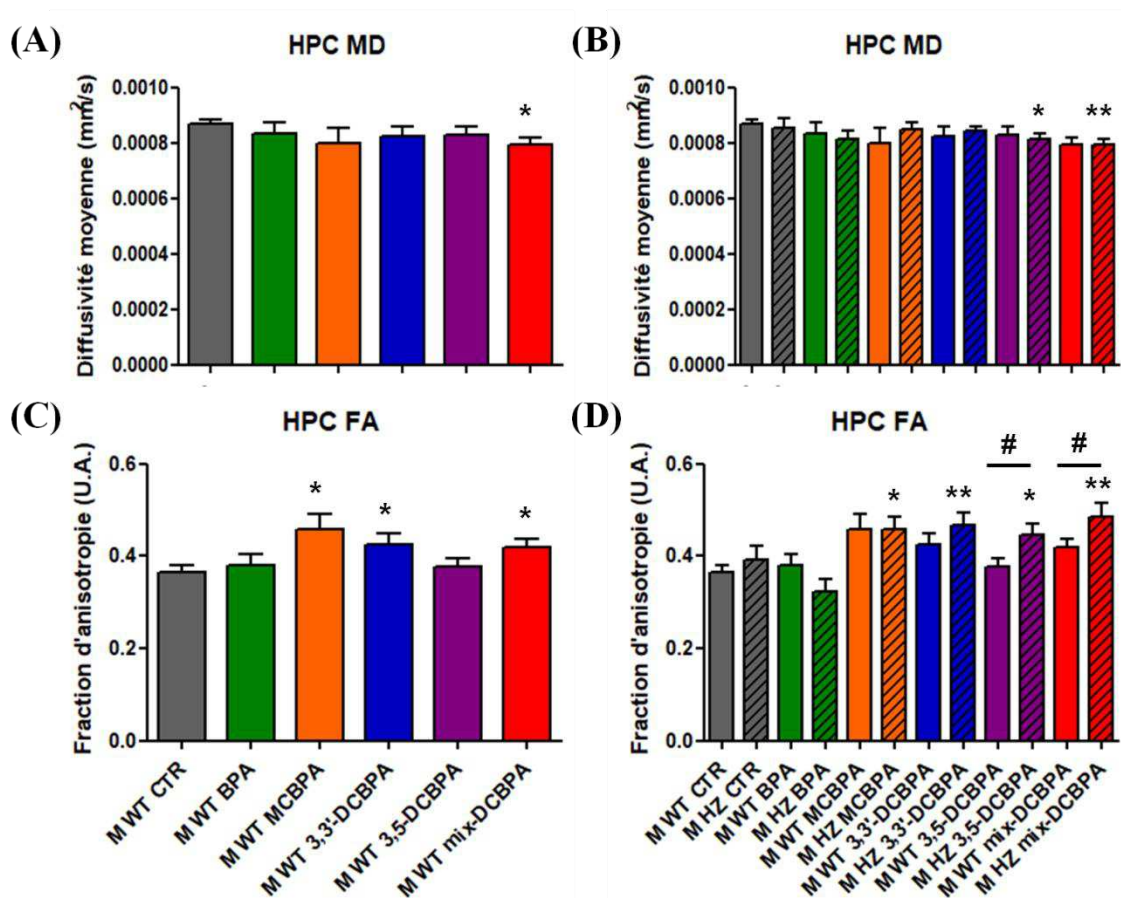 (A)
HPC MD
Diffusivité moyenne (mm²/s)
0.0010
0.0008
0.0006
0.0004
0.0002
0.0000
*
(B)
HPC MD
Diffusivité moyenne (mm²/s)
0.0010
0.0008
0.0006
0.0004
0.0002
0.0000
* **
(C)
HPC FA
Fraction d'anisotropie (U.A.)
0.6
0.4
0.2
0.0
* * *
M WT CTR
M WT BPA
M WT MCBPA
M WT 3,3'-DCBPA
M WT 3,5-DCBPA
M WT mix-DCBPA
(D)
HPC FA
Fraction d'anisotropie (U.A.)
0.6
0.4
0.2
0.0
# #
* ** * **
M WT CTR
M HZ CTR
M WT BPA
M HZ BPA
M WT MCBPA
M HZ MCBPA
M WT 3,3'-DCBPA
M HZ 3,3'-DCBPA
M WT 3,5-DCBPA
M HZ 3,5-DCBPA
M WT mix-DCBPA
M HZ mix-DCBPA